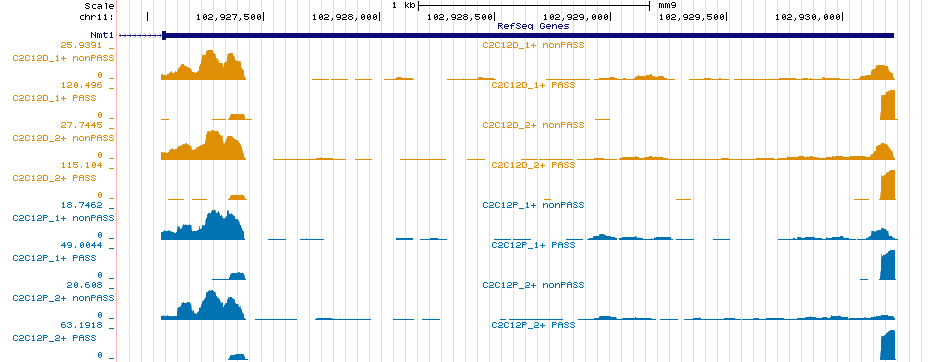 Scale 1 kb mm9
chr11: 102,927,500 102,928,000 102,928,500 102,929,000 102,929,500 102,930,000
RefSeq Genes
Nmt1
25.9391 _ C2C12D_1+ nonPASS
C2C12D_1+ nonPASS
0 _
120.496 _ C2C12D_1+ PASS
C2C12D_1+ PASS
0 _
27.7445 _ C2C12D_2+ nonPASS
C2C12D_2+ nonPASS
0 _
115.104 _ C2C12D_2+ PASS
C2C12D_2+ PASS
0 _
18.7462 _ C2C12P_1+ nonPASS
C2C12P_1+ nonPASS
0 _
49.0044 _ C2C12P_1+ PASS
C2C12P_1+ PASS
0 _
20.608 _ C2C12P_2+ nonPASS
C2C12P_2+ nonPASS
0 _
63.1918 _ C2C12P_2+ PASS
C2C12P_2+ PASS
0 _